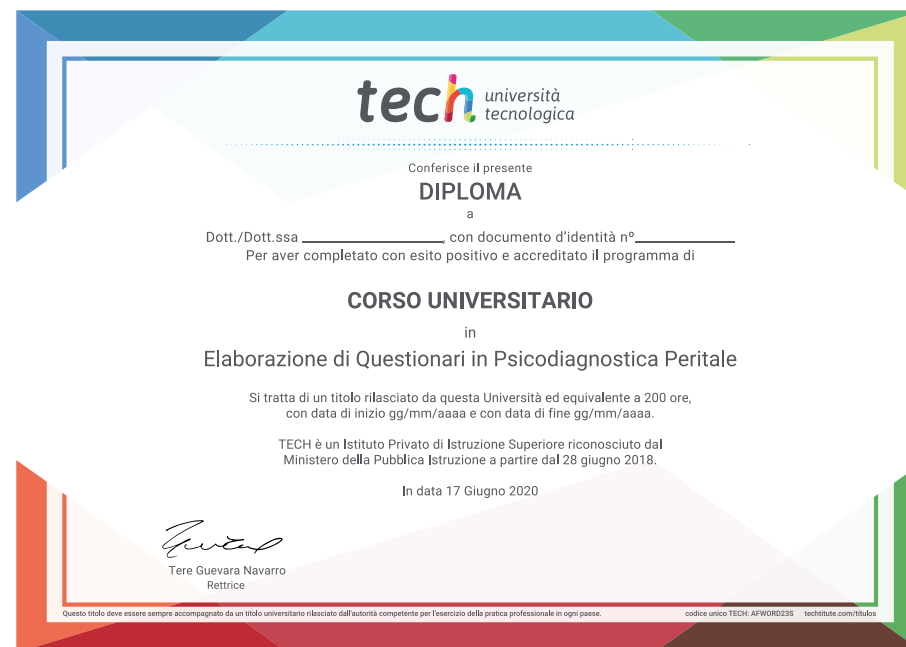 tech università
tecnologica
Conferisce il presente
DIPLOMA
a
Dott./Dott.ssa ____________________, con documento d'identità nº______________
Per aver completato con esito positivo e accreditato il programma di
CORSO UNIVERSITARIO
in
Elaborazione di Questionari in Psicodiagnostica Peritale
Si tratta di un titolo rilasciato da questa Università ed equivalente a 200 ore,
con data di inizio gg/mm/aaaa e con data di fine gg/mm/aaaa.
TECH è un Istituto Privato di Istruzione Superiore riconosciuto dal
Ministero della Pubblica Istruzione a partire dal 28 giugno 2018.
In data 17 Giugno 2020
Tere Guevara Navarro
Rettrice
Questo titolo deve essere sempre accompagnato da un titolo universitario rilasciato dall'autorità competente per l'esercizio della pratica professionale in ogni paese. codice unico TECH: AFWORD23S techtitute.com/titulos